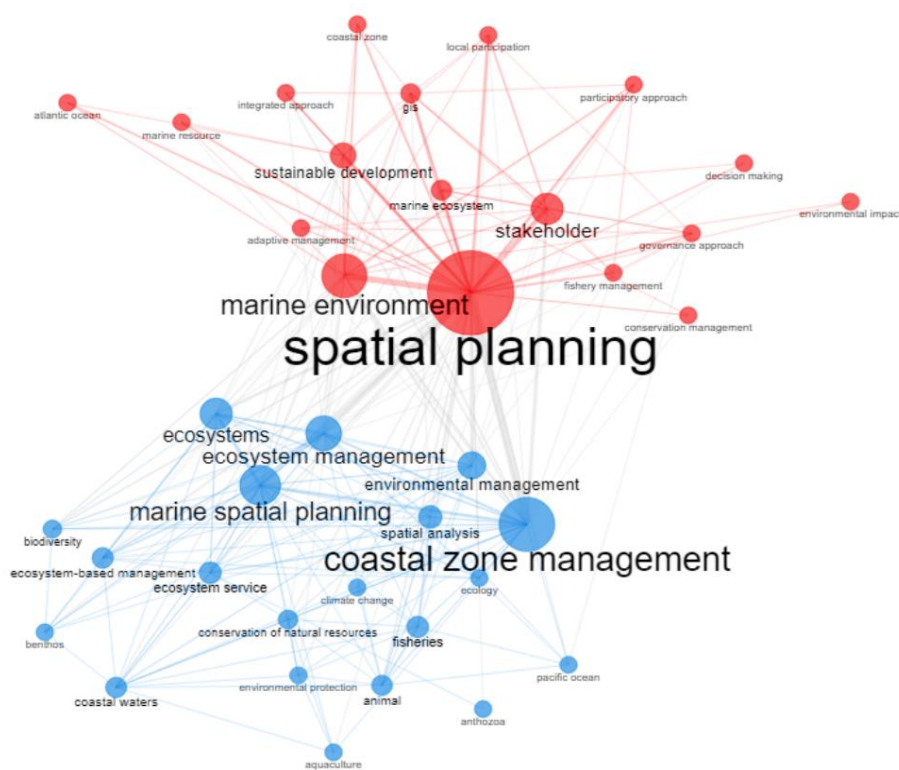 coastal zone
local participation
integrated approach
gis
participatory approach
atlantic ocean
marine resource
sustainable development
decision making
marine ecosystem
environmental impact
adaptive management
stakeholder
governance approach
marine environment
fishery management
conservation management
spatial planning
ecosystems
ecosystem management
environmental management
marine spatial planning
spatial analysis
biodiversity
coastal zone management
ecosystem-based management
ecosystem service
climate change
ecology
conservation of natural resources
fisheries
benthos
pacific ocean
environmental protection
coastal waters
animal
anthozoa
aquaculture